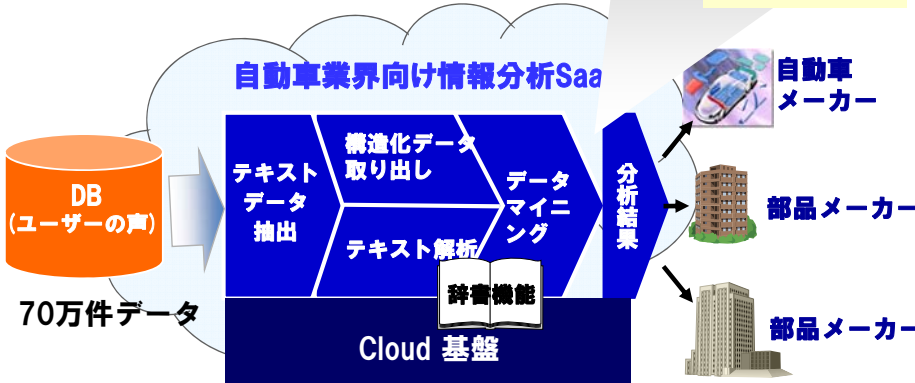 自動車業界向け情報分析Saa
DB
(ユーザーの声)
70万件データ
テキスト
データ
抽出
構造化データ
取り出し
テキスト解析
辞書機能
データ
マイニ
ング
分析結果
Cloud 基盤
自動車
メーカー
部品メーカー
部品メーカー